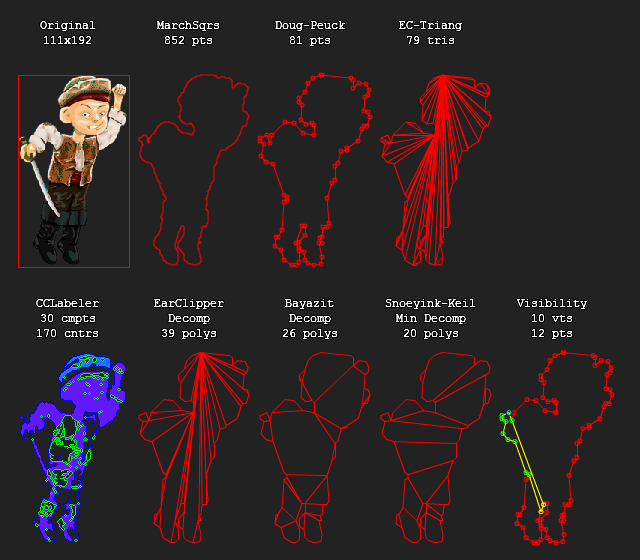 Original
111x192
MarchSqrs
852 pts
Doug-Peuck
81 pts
EC-Triang
79 tris
CCLabeler
30 cmpts
170 cntrs
EarClipper
Decomp
39 polys
Bayazit
Decomp
26 polys
Snoeyink-Keil
Min Decomp
20 polys
Visibility
10 vts
12 pts